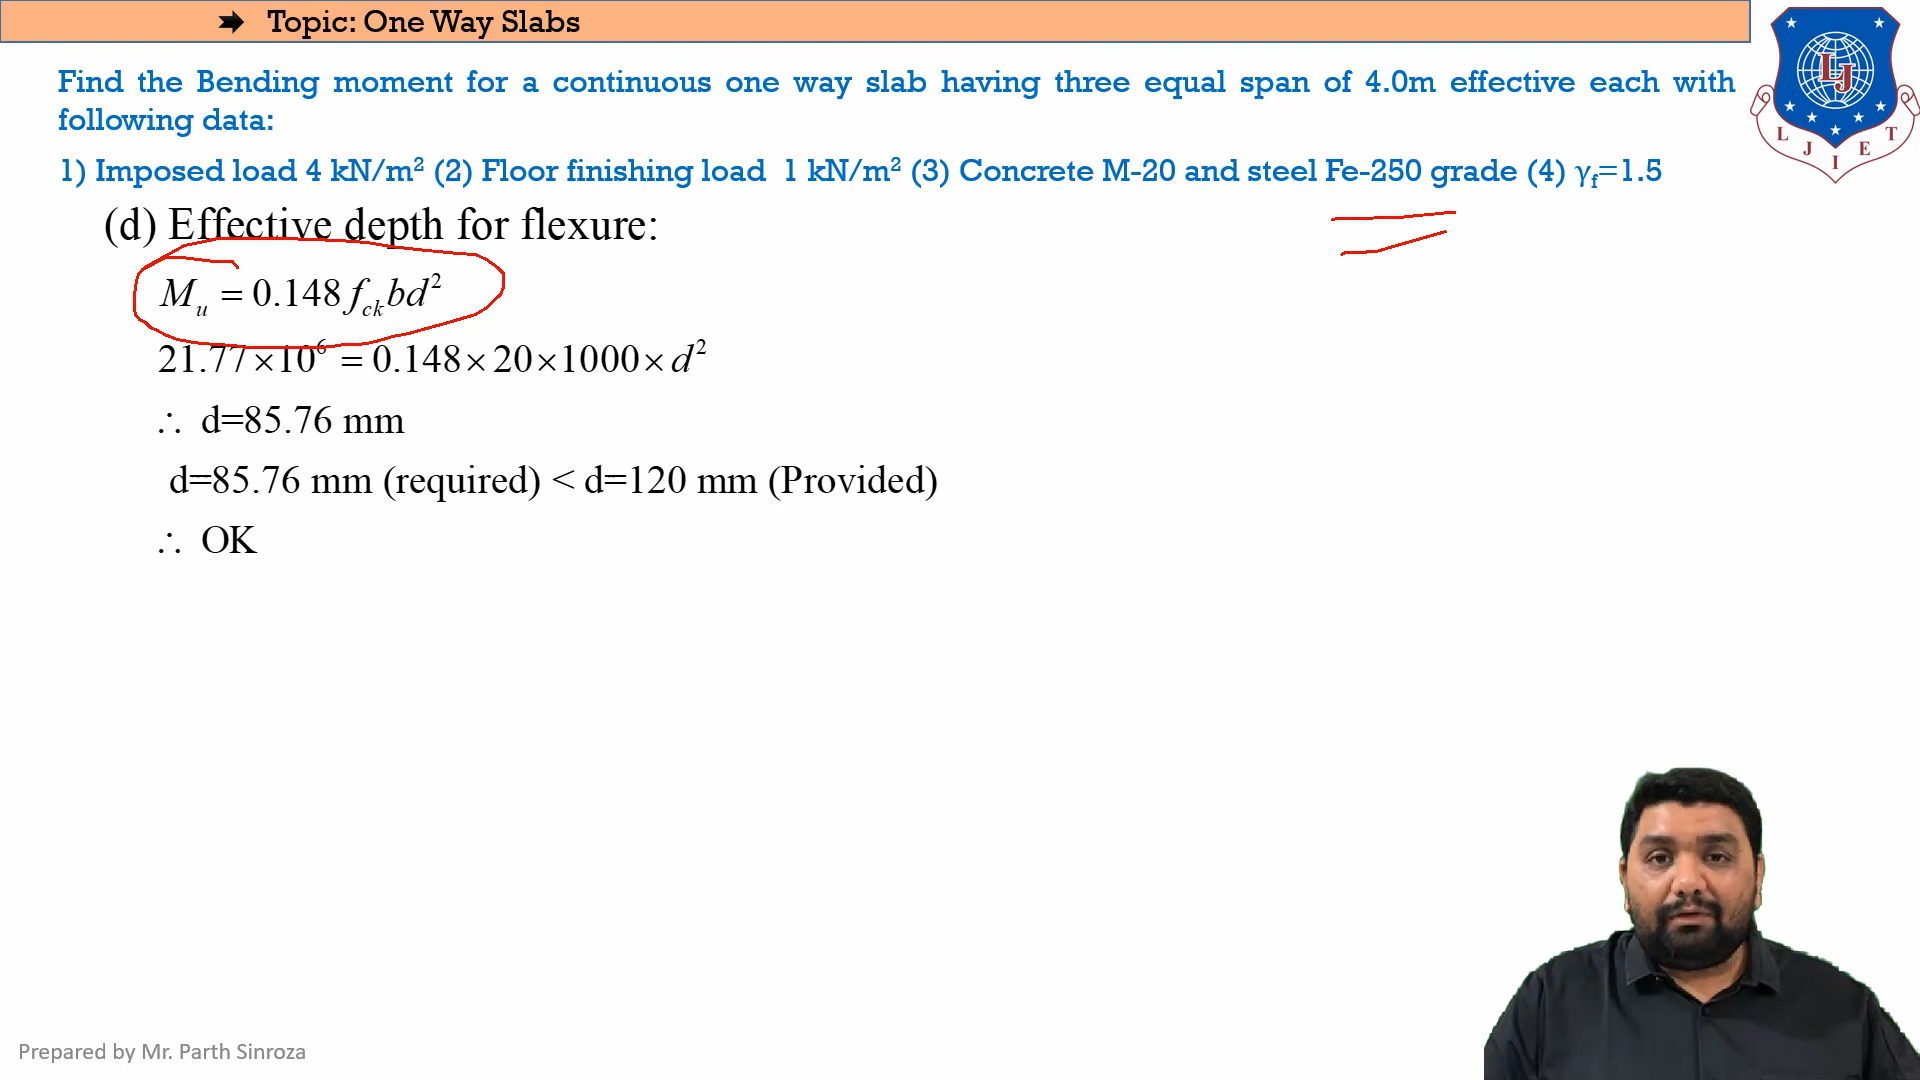 Topic: One Way Slabs
Find the Bending moment for a continuous one way slab having three equal span of 4.0m effective each with
following data:
1) Imposed load 4 kN/m² (2) Floor finishing load 1 kN/m² (3) Concrete M-20 and steel Fe-250 grade (4) γf=1.5
(d) Effective depth for flexure:
Mu = 0.148 fck bd²
21.77×10⁶ = 0.148×20×1000×d²
∴ d=85.76 mm
d=85.76 mm (required) < d=120 mm (Provided)
∴ OK
LJ
L J I E T
Prepared by Mr. Parth Sinroza